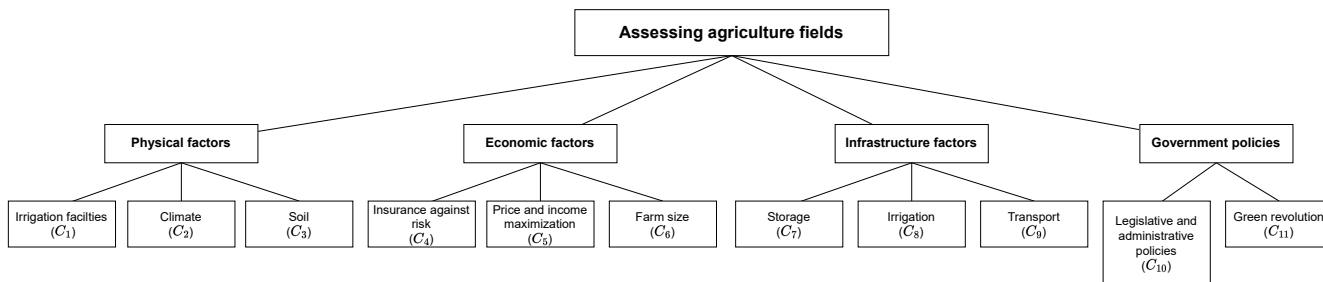 Assessing agriculture fields
Physical factors
Economic factors
Infrastructure factors
Government policies
Irrigation facilties
(C₁)
Climate
(C₂)
Soil
(C₃)
Insurance against
risk
(C₄)
Price and income
maximization
(C₅)
Farm size
(C₆)
Storage
(C₇)
Irrigation
(C₈)
Transport
(C₉)
Legislative and
administrative
policies
(C₁₀)
Green revolution
(C₁₁)